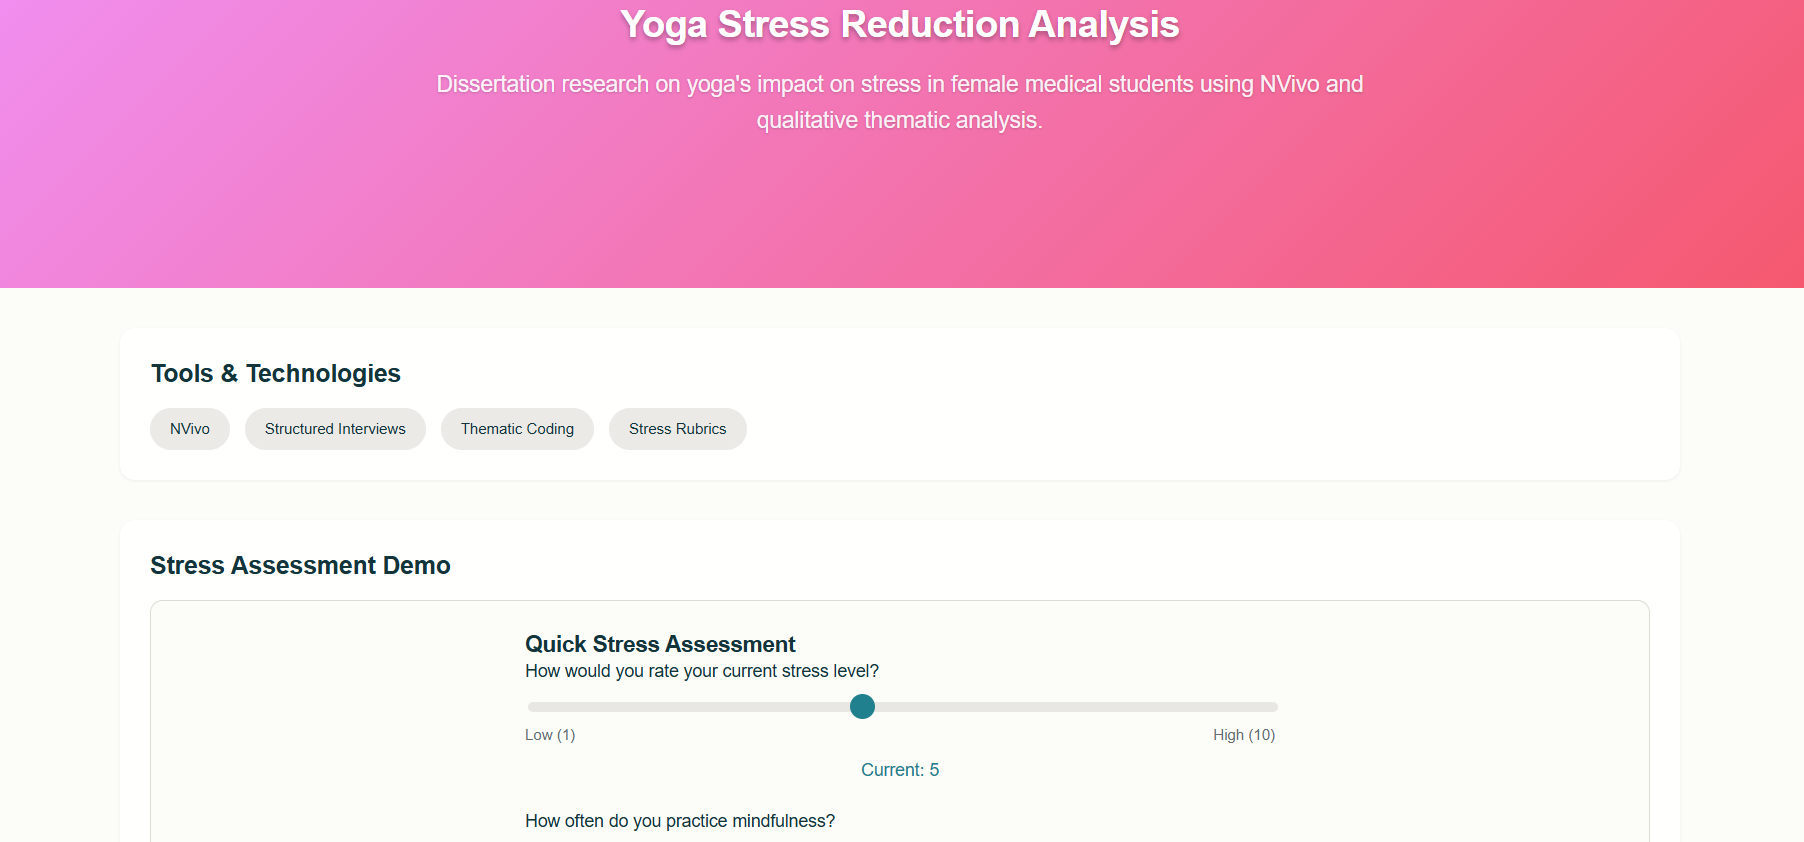 Yoga Stress Reduction Analysis
Dissertation research on yoga's impact on stress in female medical students using NVivo and
qualitative thematic analysis.
Tools & Technologies
NVivo
Structured Interviews
Thematic Coding
Stress Rubrics
Stress Assessment Demo
Quick Stress Assessment
How would you rate your current stress level?
Low (1)
High (10)
Current: 5
How often do you practice mindfulness?